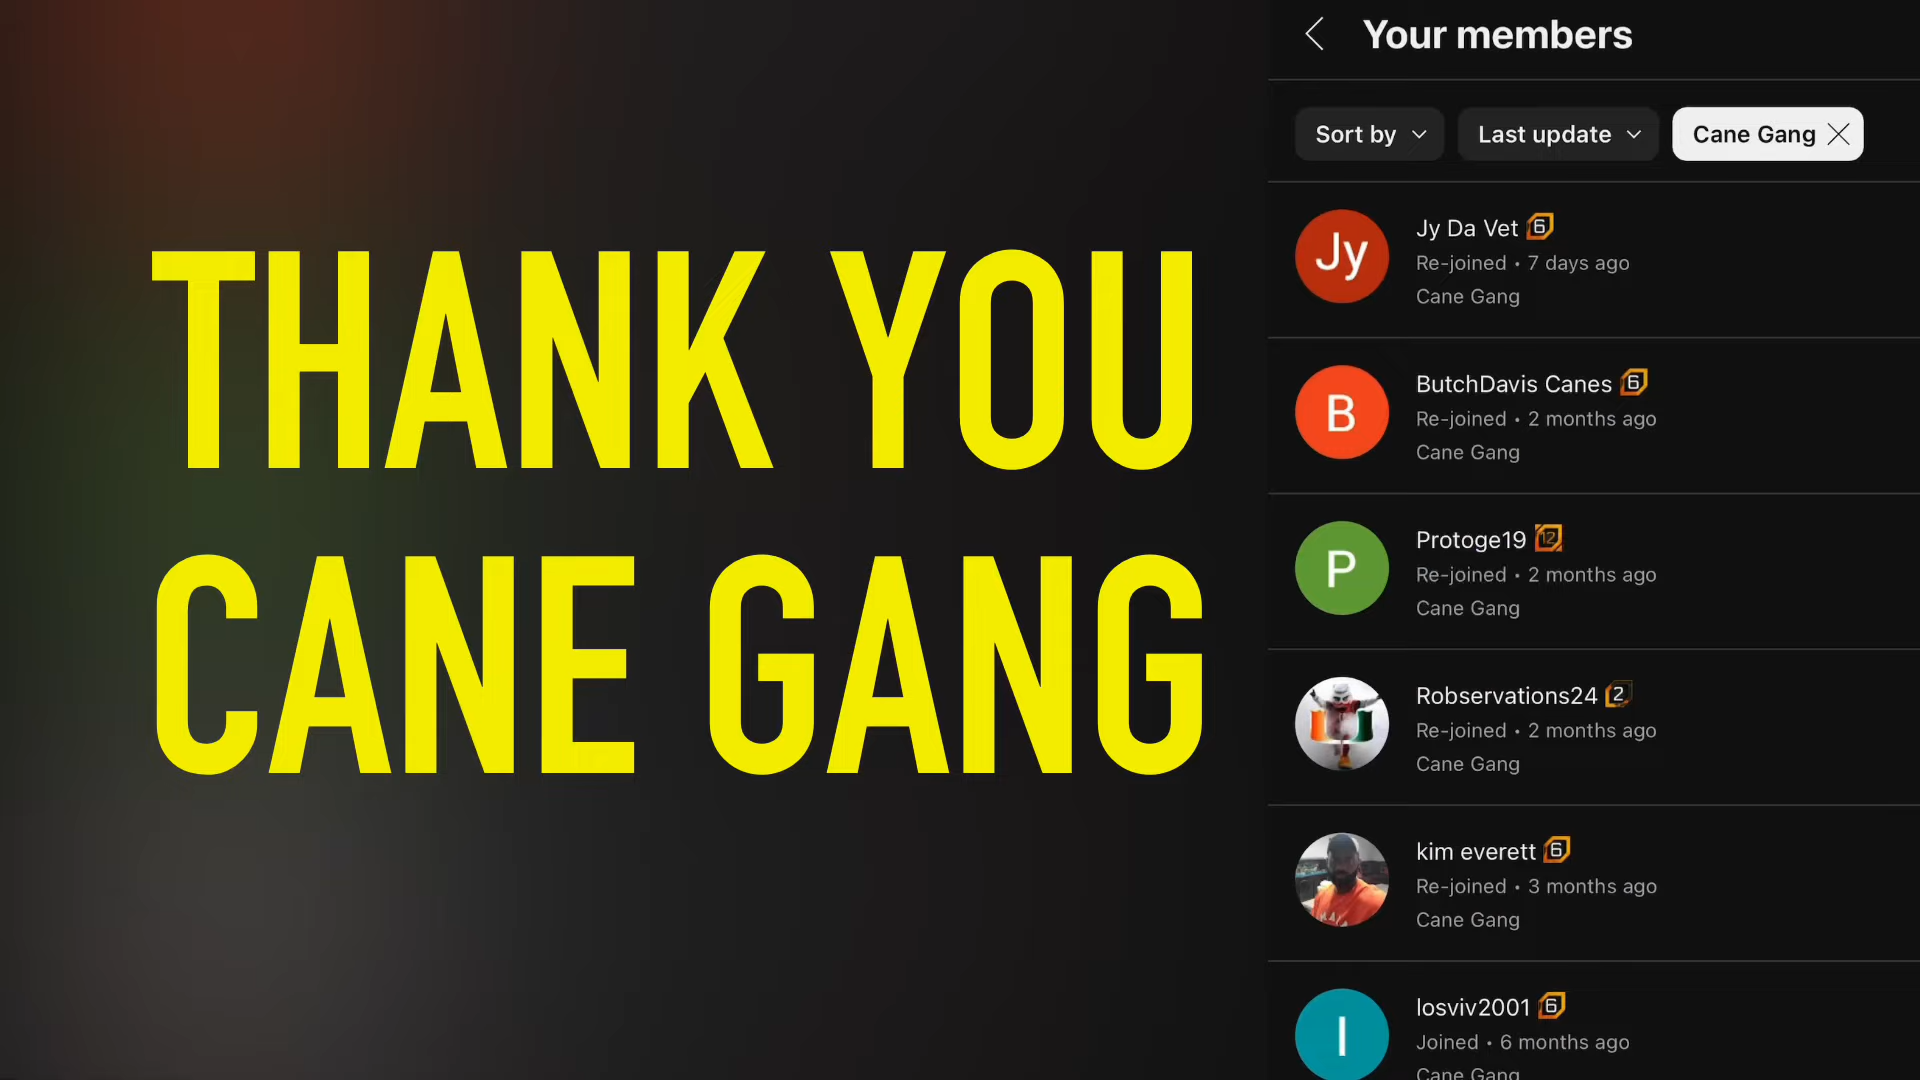 THANK YOU
CANE GANG
Your members
Sort by
Last update
Cane Gang
Jy
Jy Da Vet 6
Re-joined • 7 days ago
Cane Gang
B
ButchDavis Canes 6
Re-joined • 2 months ago
Cane Gang
P
Protoge19 12
Re-joined • 2 months ago
Cane Gang
Robservations24 2
Re-joined • 2 months ago
Cane Gang
kim everett 6
Re-joined • 3 months ago
Cane Gang
l
losviv2001 6
Joined • 6 months ago
Cane Gang